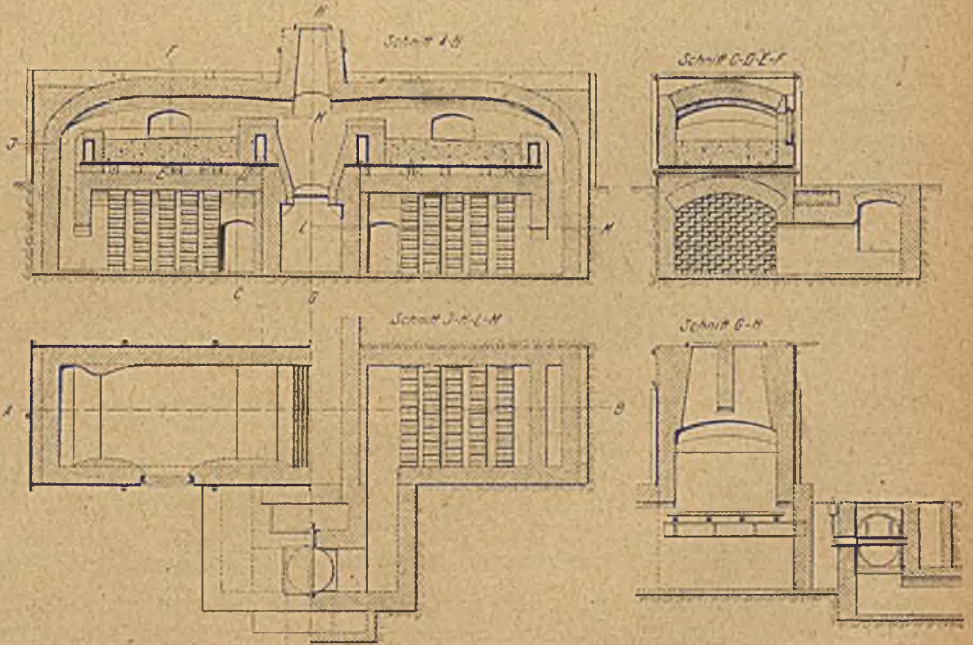 H
Schnitt A-B
F
Schnitt C-D-E-F
K
J
E
D
L
M
C
G
Schnitt J-K-L-M
Schnitt G-H
A
B